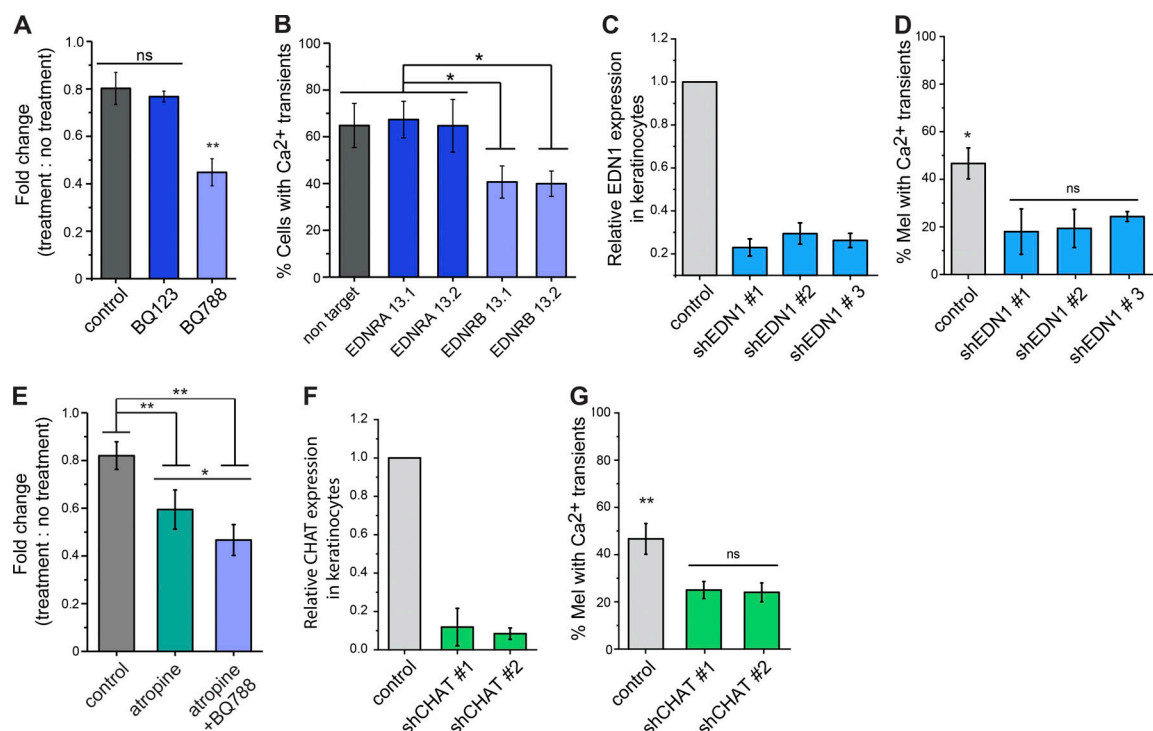 A
Fold change
(treatment : no treatment)
1.0
0.8
0.6
0.4
0.2
0
ns
**
control
BQ123
BQ788
B
% Cells with Ca2+ transients
100
80
60
40
20
0
*
*
non target
EDNRA 13.1
EDNRA 13.2
EDNRB 13.1
EDNRB 13.2
C
Relative EDN1 expression
in keratinocytes
1.2
1.0
0.8
0.6
0.4
0.2
0.0
control
shEDN1 #1
shEDN1 #2
shEDN1 # 3
D
% Mel with Ca2+ transients
100
80
60
40
20
0
*
ns
control
shEDN1 #1
shEDN1 #2
shEDN1 # 3
E
Fold change
(treatment : no treatment)
1.0
0.8
0.6
0.4
0.2
0
**
**
*
control
atropine
atropine
+BQ788
F
Relative CHAT expression
in keratinocytes
1.2
1.0
0.8
0.6
0.4
0.2
0.0
control
shCHAT #1
shCHAT #2
G
% Mel with Ca2+ transients
100
80
60
40
20
0
**
ns
control
shCHAT #1
shCHAT #2